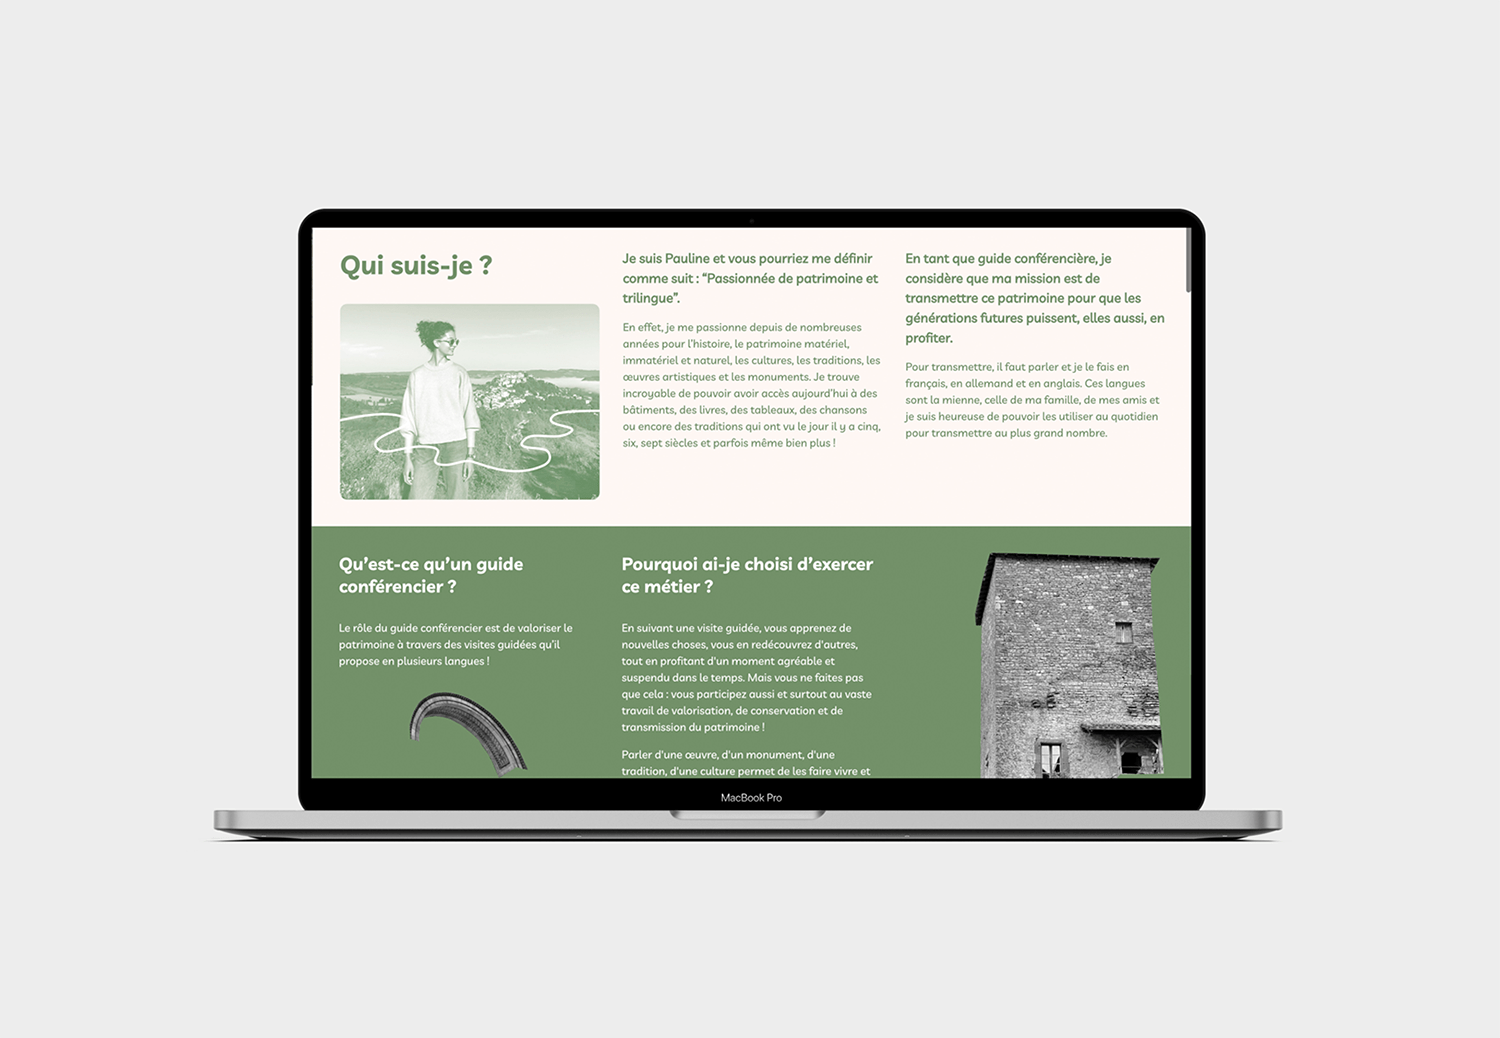 Qui suis-je ?
Je suis Pauline et vous pourriez me définir
comme suit : “Passionnée de patrimoine et
trilingue”.
En effet, je me passionne depuis de nombreuses
années pour l’histoire, le patrimoine matériel,
immatériel et naturel, les cultures, les traditions, les
œuvres artistiques et les monuments. Je trouve
incroyable de pouvoir avoir accès aujourd’hui à des
bâtiments, des livres, des tableaux, des chansons
ou encore des traditions qui ont vu le jour il y a cinq,
six, sept siècles et parfois même bien plus !
En tant que guide conférencière, je
considère que ma mission est de
transmettre ce patrimoine pour que les
générations futures puissent, elles aussi, en
profiter.
Pour transmettre, il faut parler et je le fais en
français, en allemand et en anglais. Ces langues
sont la mienne, celle de ma famille, de mes amis et
je suis heureuse de pouvoir les utiliser au quotidien
pour transmettre au plus grand nombre.
Qu’est-ce qu’un guide
conférencier ?
Le rôle du guide conférencier est de valoriser le
patrimoine à travers des visites guidées qu’il
propose en plusieurs langues !
Pourquoi ai-je choisi d’exercer
ce métier ?
En suivant une visite guidée, vous apprenez de
nouvelles choses, vous en redécouvrez d'autres,
tout en profitant d'un moment agréable et
suspendu dans le temps. Mais vous ne faites pas
que cela : vous participez aussi et surtout au vaste
travail de valorisation, de conservation et de
transmission du patrimoine !
Parler d'une œuvre, d'un monument, d'une
tradition, d'une culture permet de les faire vivre et
MacBook Pro